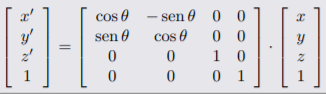 x′ = cos θ − sen θ 0 0 · x
y′ sen θ cos θ 0 0 y
z′ 0 0 1 0 z
1 0 0 0 1 1